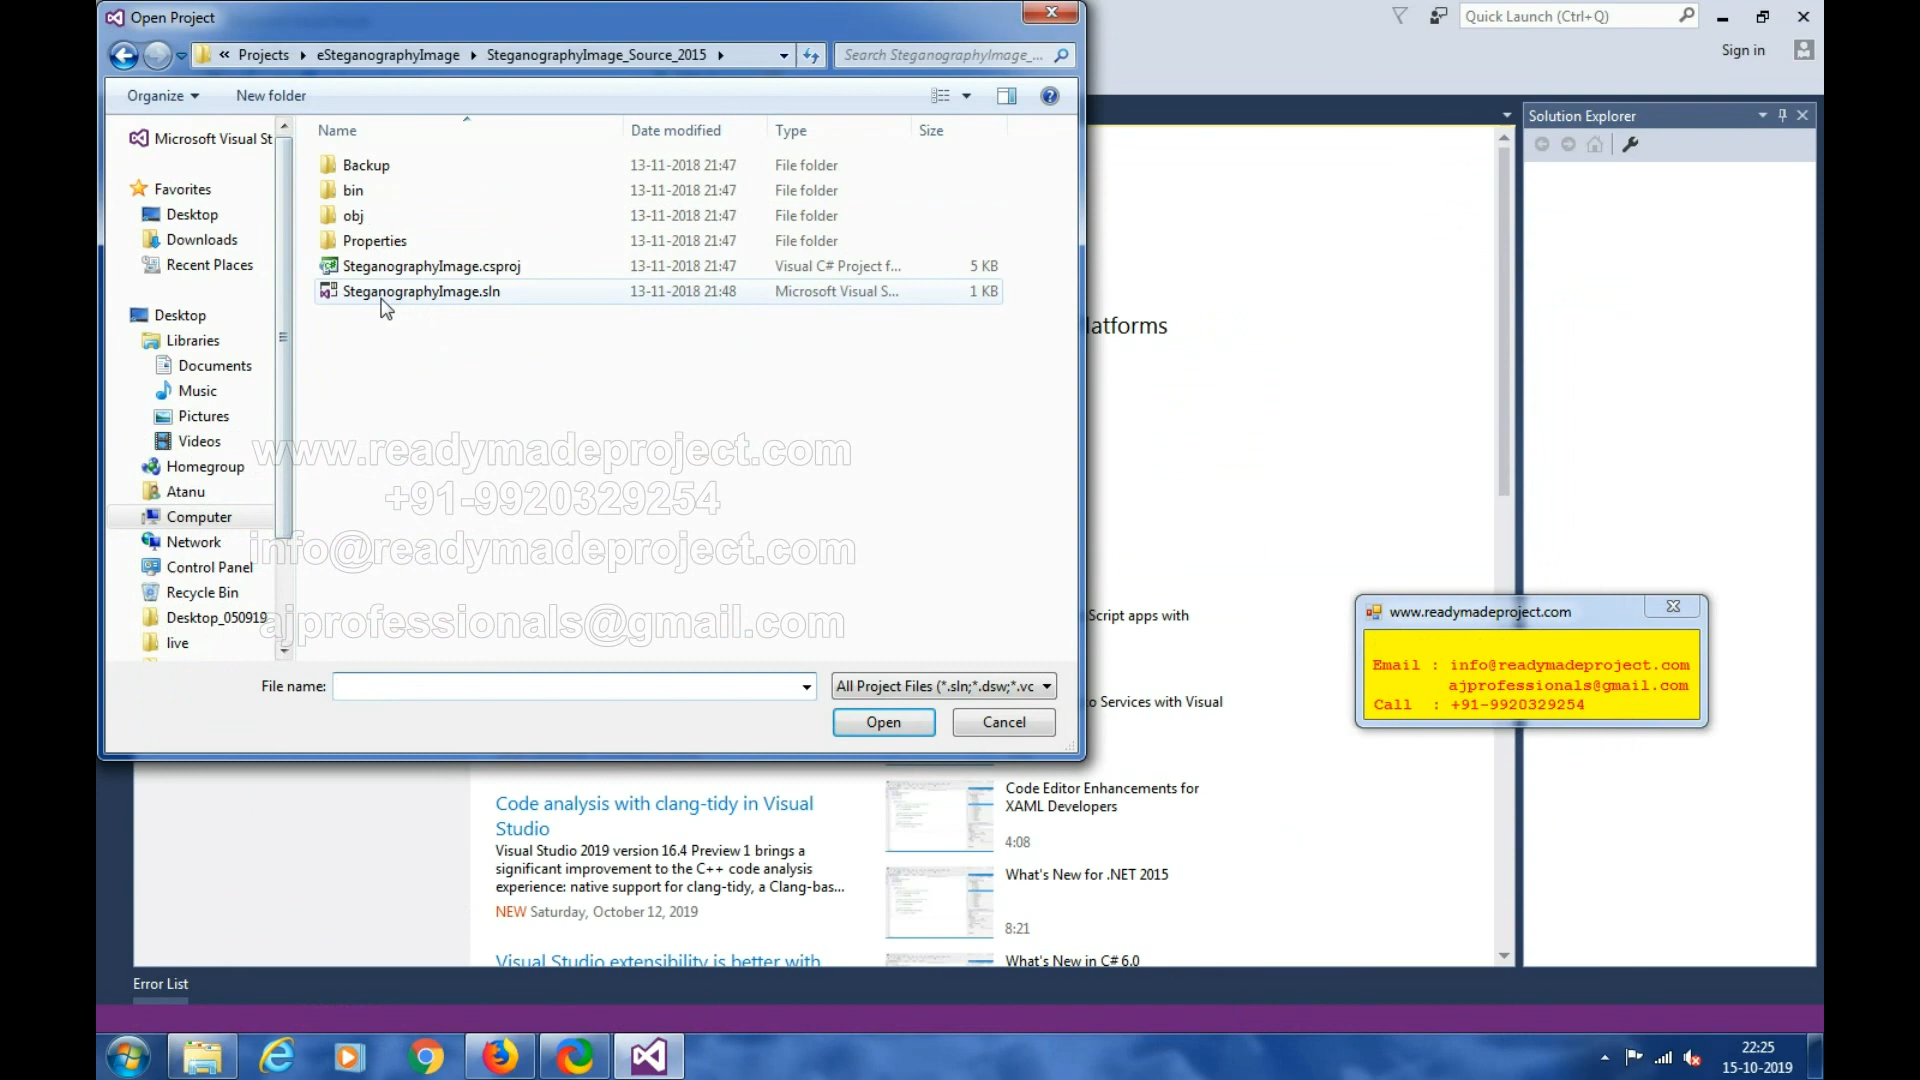 Open Project
Quick Launch (Ctrl+Q)
« Projects eSteganographyImage SteganographyImage_Source_2015
Search SteganographyImage_...
Sign in
Organize New folder
Name Date modified Type Size
Microsoft Visual St
Solution Explorer
Backup 13-11-2018 21:47 File folder
Favorites
bin 13-11-2018 21:47 File folder
Desktop
obj 13-11-2018 21:47 File folder
Downloads
Properties 13-11-2018 21:47 File folder
Recent Places
SteganographyImage.csproj 13-11-2018 21:47 Visual C# Project f... 5 KB
SteganographyImage.sln 13-11-2018 21:48 Microsoft Visual S... 1 KB
Desktop
Libraries
latforms
Documents
Music
Pictures
Videos
www.readymadeproject.com
Homegroup
Atanu
+91-9920329254
Computer
Network
info@readymadeproject.com
Control Panel
Recycle Bin
Desktop_050919
ajprofessionals@gmail.com
live
Script apps with
www.readymadeproject.com
Email : info@readymadeproject.com
ajprofessionals@gmail.com
Call : +91-9920329254
File name:
All Project Files (*.sln;*.dsw;*.vc
o Services with Visual
Open Cancel
Code analysis with clang-tidy in Visual
Studio
Visual Studio 2019 version 16.4 Preview 1 brings a
significant improvement to the C++ code analysis
experience: native support for clang-tidy, a Clang-bas...
NEW Saturday, October 12, 2019
Visual Studio extensibility is better with
Code Editor Enhancements for
XAML Developers
4:08
What's New for .NET 2015
8:21
What's New in C# 6.0
Error List
22:25
15-10-2019